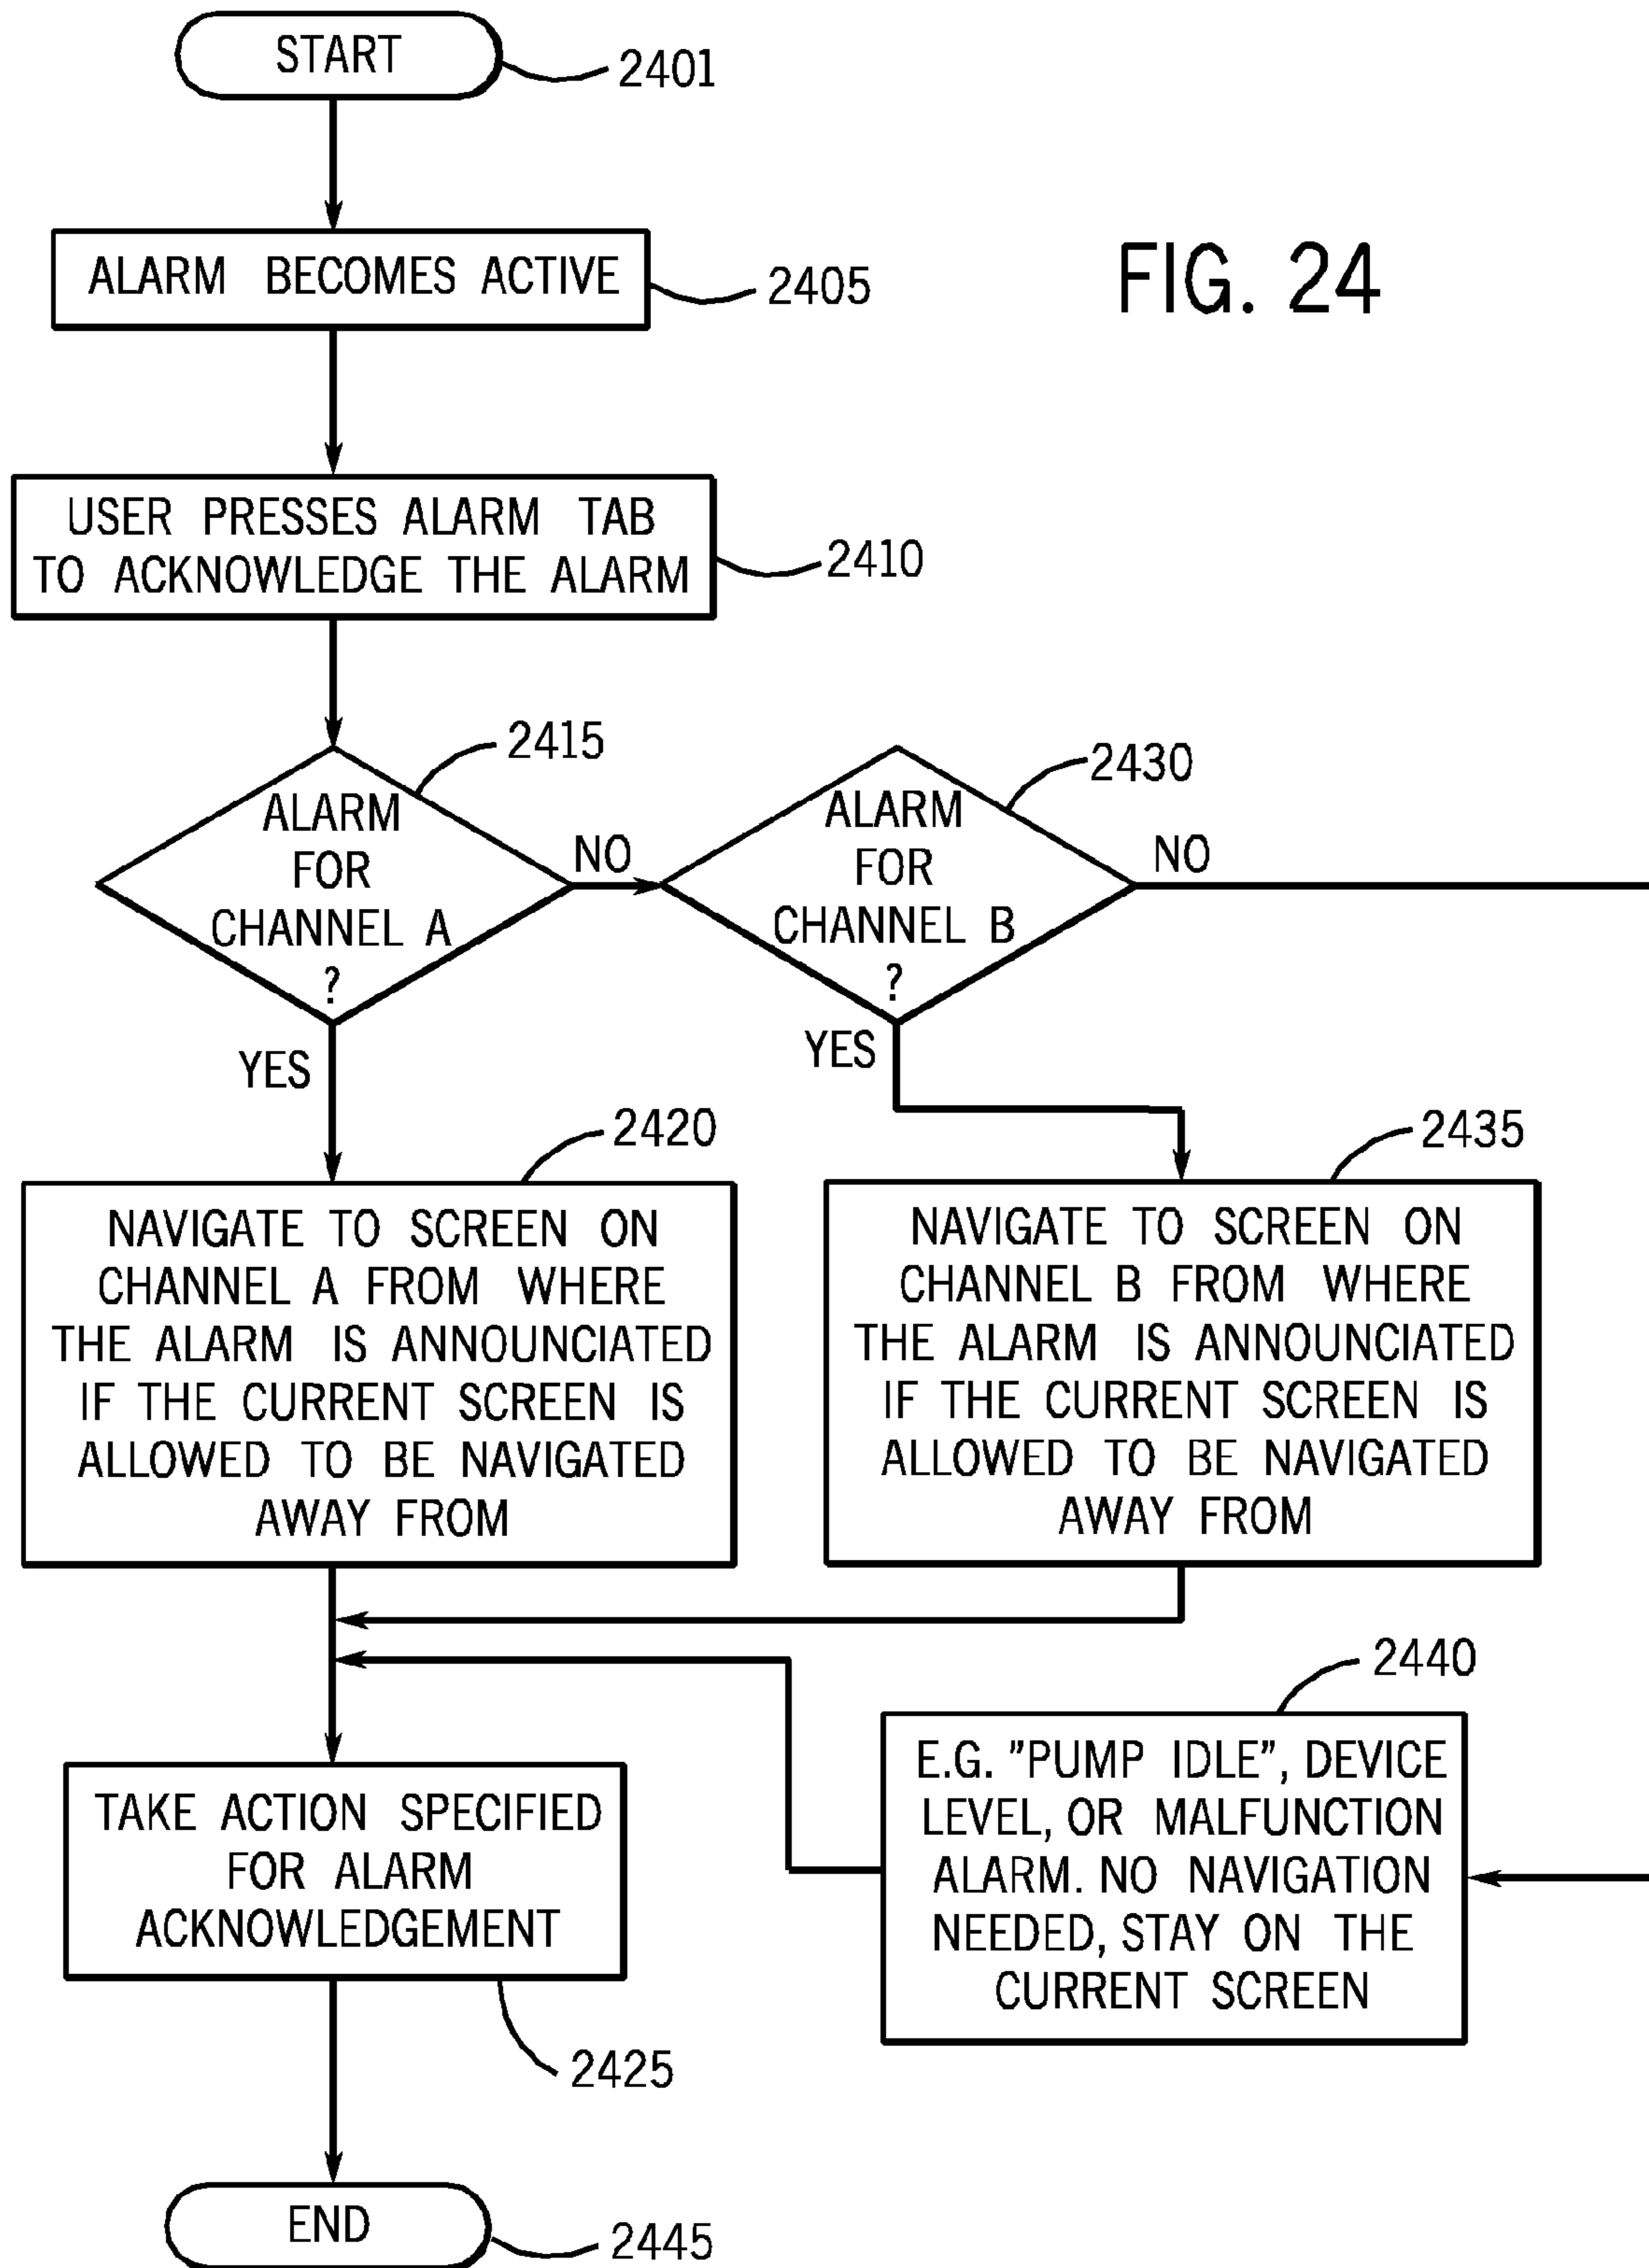 START
2401
FIG. 24
ALARM BECOMES ACTIVE
2405
USER PRESSES ALARM TAB
TO ACKNOWLEDGE THE ALARM
2410
2415
ALARM
FOR
CHANNEL A
?
NO
YES
2430
ALARM
FOR
CHANNEL B
?
NO
YES
2420
NAVIGATE TO SCREEN ON
CHANNEL A FROM WHERE
THE ALARM IS ANNOUNCIATED
IF THE CURRENT SCREEN IS
ALLOWED TO BE NAVIGATED
AWAY FROM
2435
NAVIGATE TO SCREEN ON
CHANNEL B FROM WHERE
THE ALARM IS ANNOUNCIATED
IF THE CURRENT SCREEN IS
ALLOWED TO BE NAVIGATED
AWAY FROM
2440
E.G. "PUMP IDLE", DEVICE
LEVEL, OR MALFUNCTION
ALARM. NO NAVIGATION
NEEDED, STAY ON THE
CURRENT SCREEN
TAKE ACTION SPECIFIED
FOR ALARM
ACKNOWLEDGEMENT
2425
END
2445